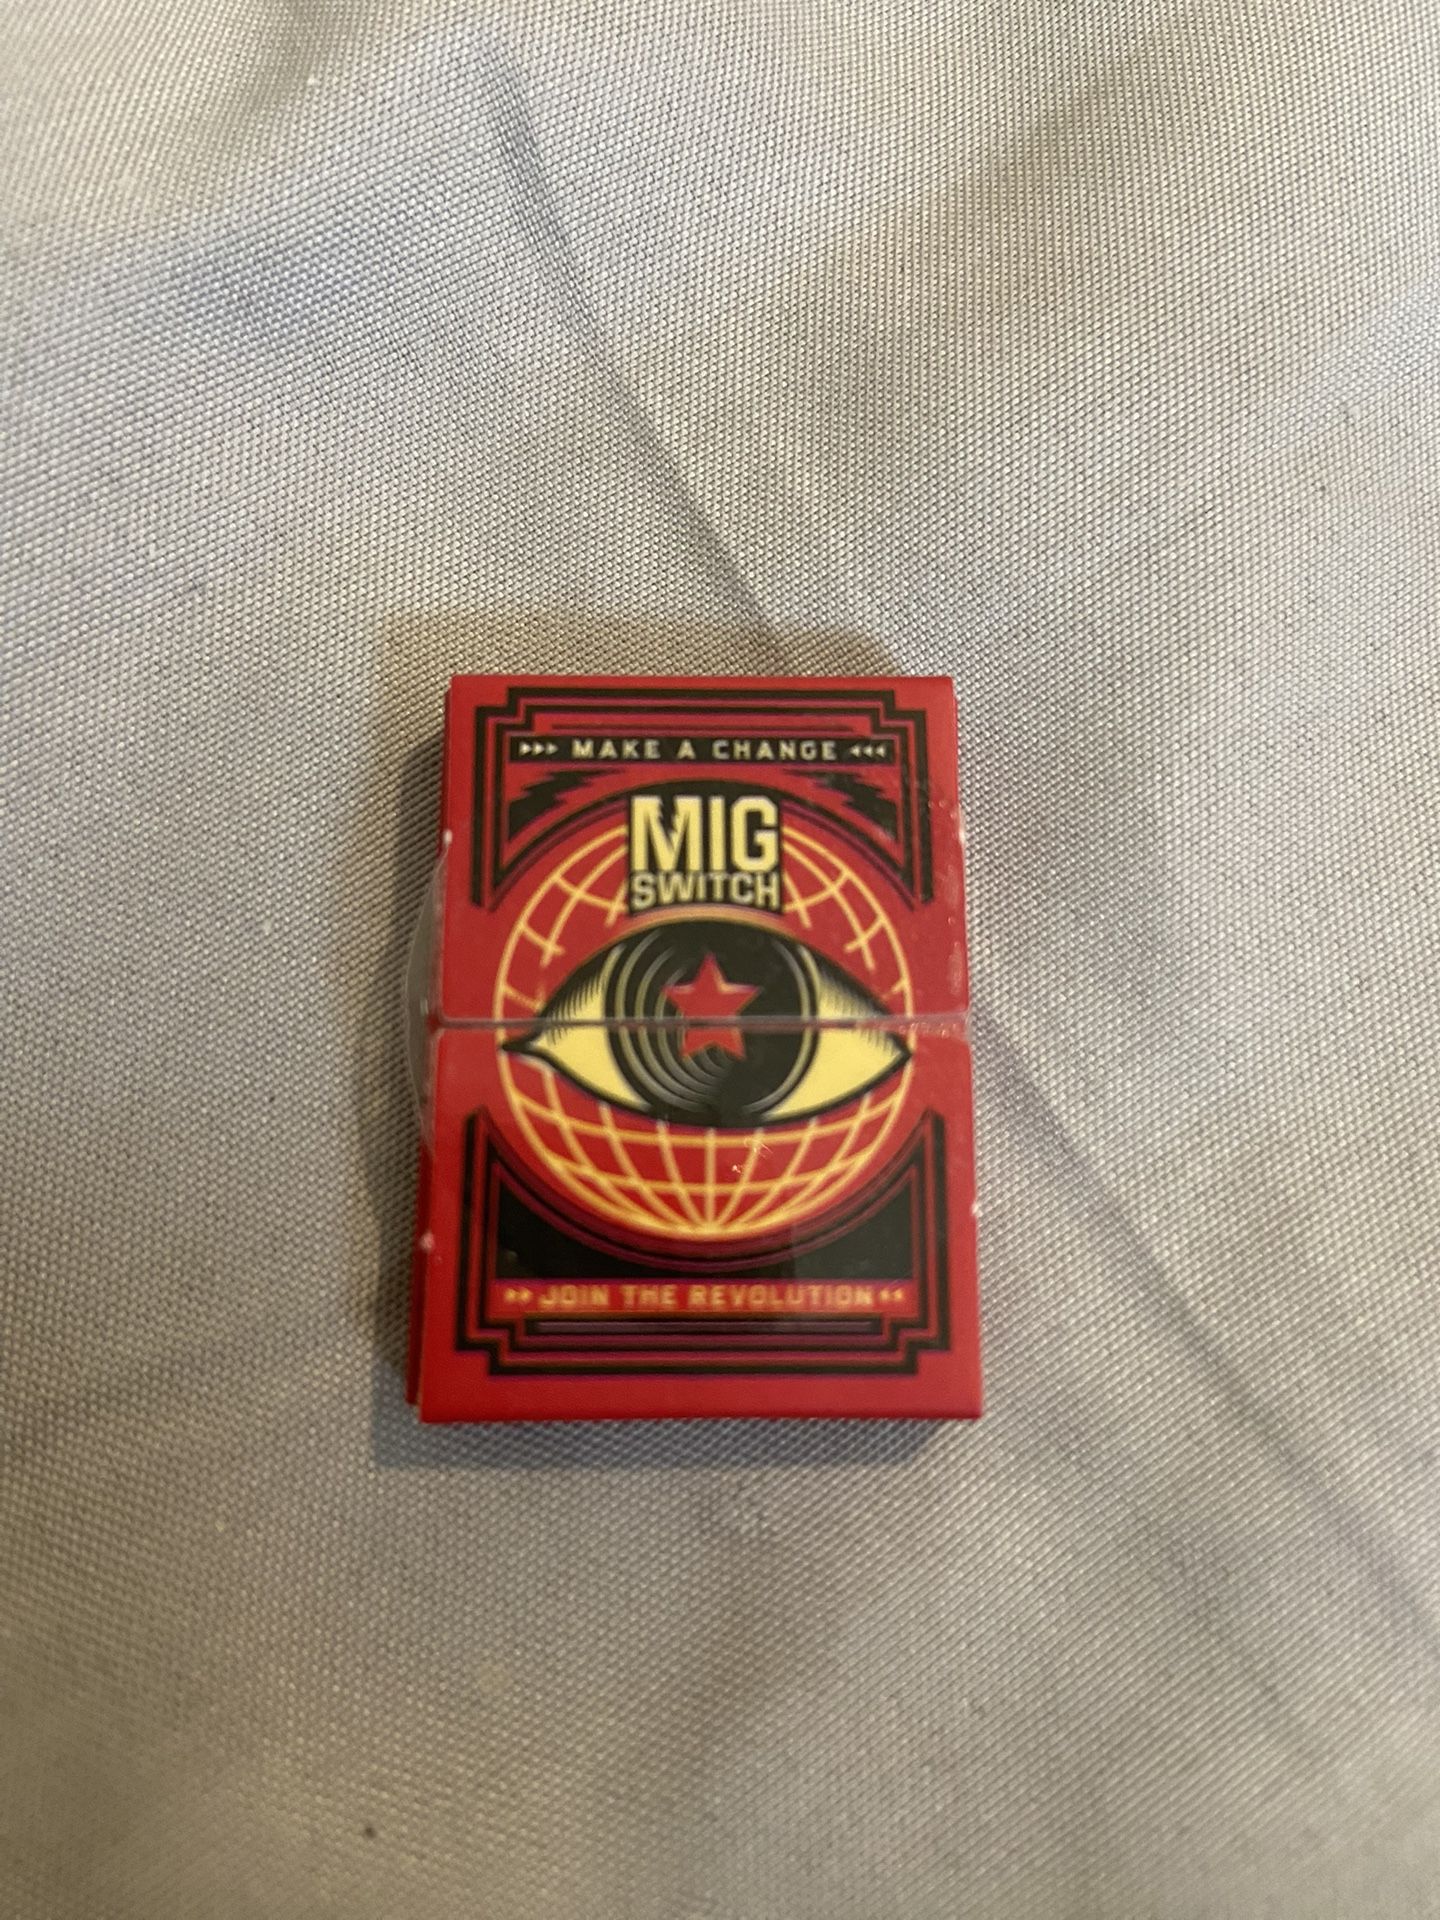 MAKE A CHANGE
MIG
SWITCH
JOIN THE REVOLUTION